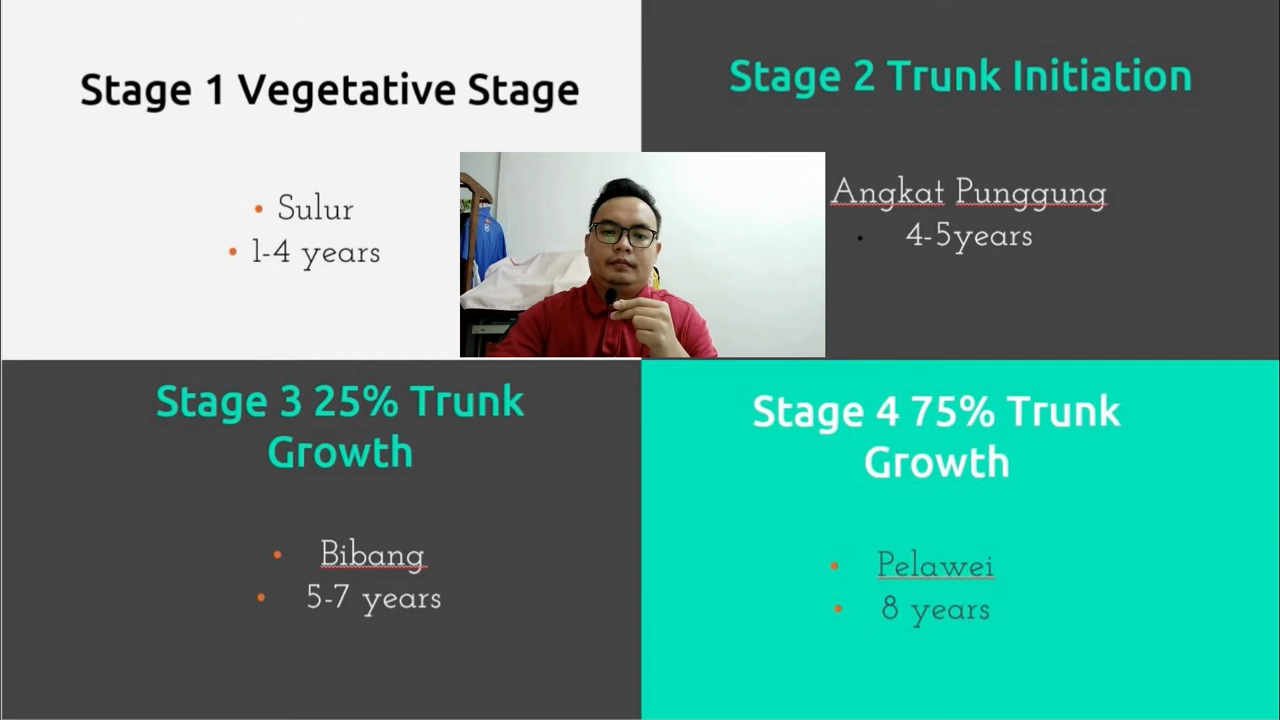 Stage 1 Vegetative Stage
• Sulur
• 1-4 years
Stage 2 Trunk Initiation
Angkat Punggung
• 4-5years
Stage 3 25% Trunk
Growth
• Bibang
• 5-7 years
Stage 4 75% Trunk
Growth
• Pelawei
• 8 years